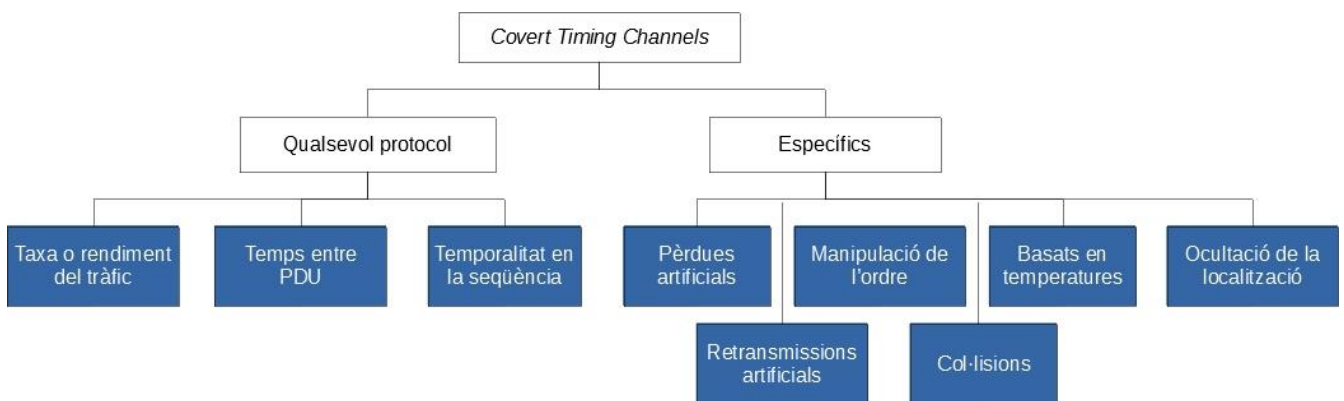 Covert Timing Channels
Qualsevol protocol
Específics
Taxa o rendiment
del tràfic
Temps entre
PDU
Temporalitat en
la seqüència
Pèrdues
artificials
Manipulació de
l'ordre
Basats en
temperatures
Ocultació de la
localització
Retransmissions
artificials
Col·lisions